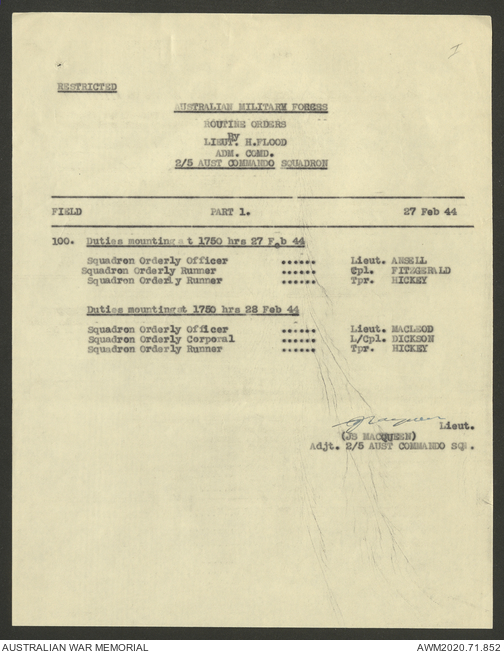 RESTRICTED
AUSTRALIAN MILITARY FORESS
ROUTINE ORDERS
By
LIEUT. H.FLOOD
ADM. COMD.
2/5 AUST COMMANDO SQUADRON
FIELD PART 1. 27 Feb 44
100. Duties mounting at 1750 hrs 27 Feb 44
Squadron Orderly Officer ...... Lieut. ANSELL
Squadron Orderly Runner ...... Cpl. FITZGERALD
Squadron Orderly Runner ...... Tpr. HICKEY
Duties mounting at 1750 hrs 28 Feb 44
Squadron Orderly Officer ...... Lieut. MACLEOD
Squadron Orderly Corporal ...... L/Cpl. DICKSON
Squadron Orderly Runner ...... Tpr. HICKEY
JSMacqueen Lieut.
(JS MACQUEEN)
Adjt. 2/5 AUST COMMANDO SQN.
AUSTRALIAN WAR MEMORIAL AWM2020.71.852